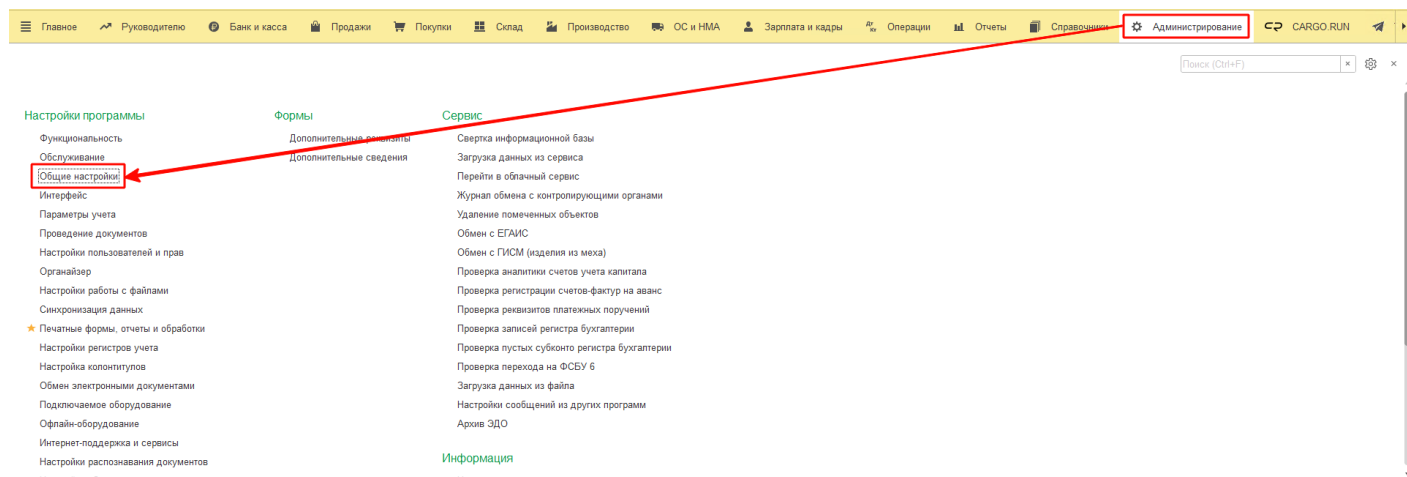 Главное Руководителю Банк и касса Продажи Покупки Склад Производство ОС и НМА Зарплата и кадры Дт Кт Операции Отчеты Справочники Администрирование CARGO.RUN
Поиск (Ctrl+F)
Настройки программы
Функциональность
Обслуживание
Общие настройки
Интерфейс
Параметры учета
Проведение документов
Настройки пользователей и прав
Органайзер
Настройки работы с файлами
Синхронизация данных
Печатные формы, отчеты и обработки
Настройки регистров учета
Настройка колонтитулов
Обмен электронными документами
Подключаемое оборудование
Офлайн-оборудование
Интернет-поддержка и сервисы
Настройки распознавания документов
Формы
Дополнительные реквизиты
Дополнительные сведения
Сервис
Свертка информационной базы
Загрузка данных из сервиса
Перейти в облачный сервис
Журнал обмена с контролирующими органами
Удаление помеченных объектов
Обмен с ЕГАИС
Обмен с ГИСМ (изделия из меха)
Проверка аналитики счетов учета капитала
Проверка регистрации счетов-фактур на аванс
Проверка реквизитов платежных поручений
Проверка записей регистра бухгалтерии
Проверка пустых субконто регистра бухгалтерии
Проверка перехода на ФСБУ 6
Загрузка данных из файла
Настройки сообщений из других программ
Архив ЭДО
Информация